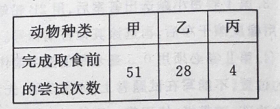 动物种类 甲 乙 丙
完成取食前
的尝试次数 51 28 4